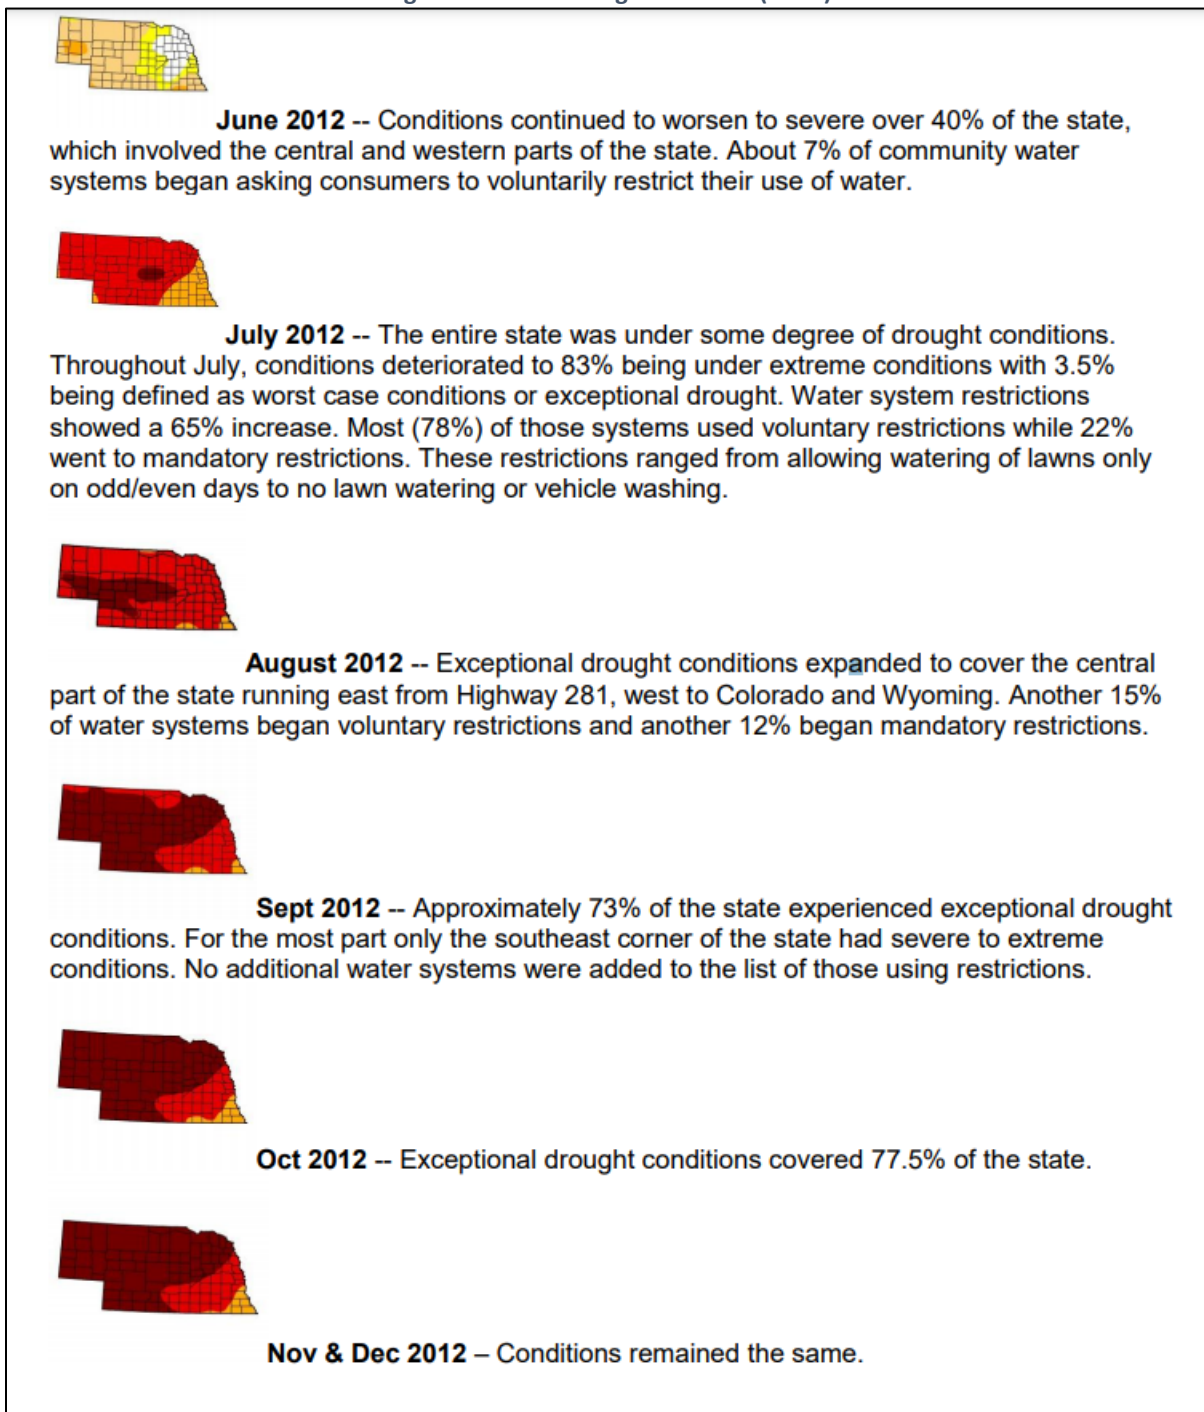 June 2012 -- Conditions continued to worsen to severe over 40% of the state,
which involved the central and western parts of the state. About 7% of community water
systems began asking consumers to voluntarily restrict their use of water.
July 2012 -- The entire state was under some degree of drought conditions.
Throughout July, conditions deteriorated to 83% being under extreme conditions with 3.5%
being defined as worst case conditions or exceptional drought. Water system restrictions
showed a 65% increase. Most (78%) of those systems used voluntary restrictions while 22%
went to mandatory restrictions. These restrictions ranged from allowing watering of lawns only
on odd/even days to no lawn watering or vehicle washing.
August 2012 -- Exceptional drought conditions expanded to cover the central
part of the state running east from Highway 281, west to Colorado and Wyoming. Another 15%
of water systems began voluntary restrictions and another 12% began mandatory restrictions.
Sept 2012 -- Approximately 73% of the state experienced exceptional drought
conditions. For the most part only the southeast corner of the state had severe to extreme
conditions. No additional water systems were added to the list of those using restrictions.
Oct 2012 -- Exceptional drought conditions covered 77.5% of the state.
Nov & Dec 2012 – Conditions remained the same.